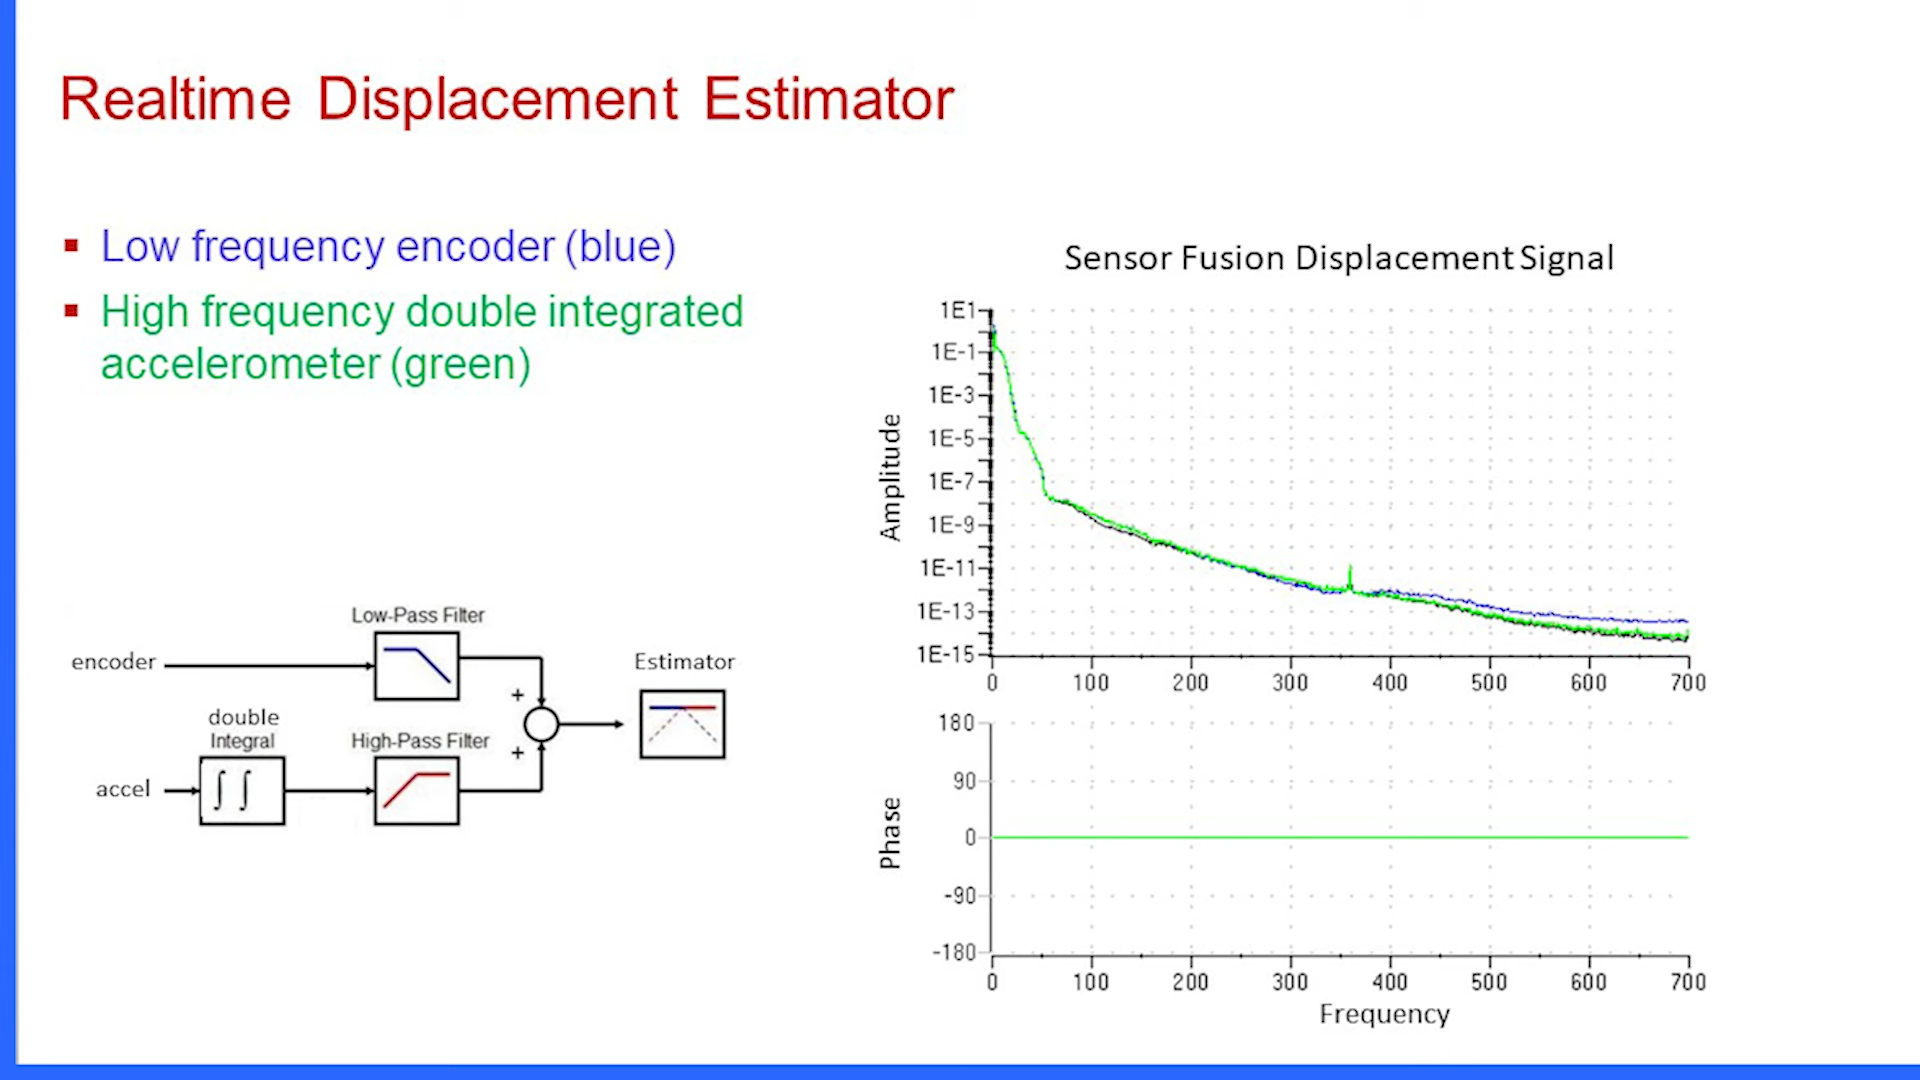 Realtime Displacement Estimator
▪ Low frequency encoder (blue)
▪ High frequency double integrated
accelerometer (green)
Low-Pass Filter
encoder
+
Estimator
double
Integral
High-Pass Filter
+
accel
∫ ∫
Sensor Fusion Displacement Signal
Amplitude
1E1
1E-1
1E-3
1E-5
1E-7
1E-9
1E-11
1E-13
1E-15
0 100 200 300 400 500 600 700
Phase
180
90
0
-90
-180
0 100 200 300 400 500 600 700
Frequency